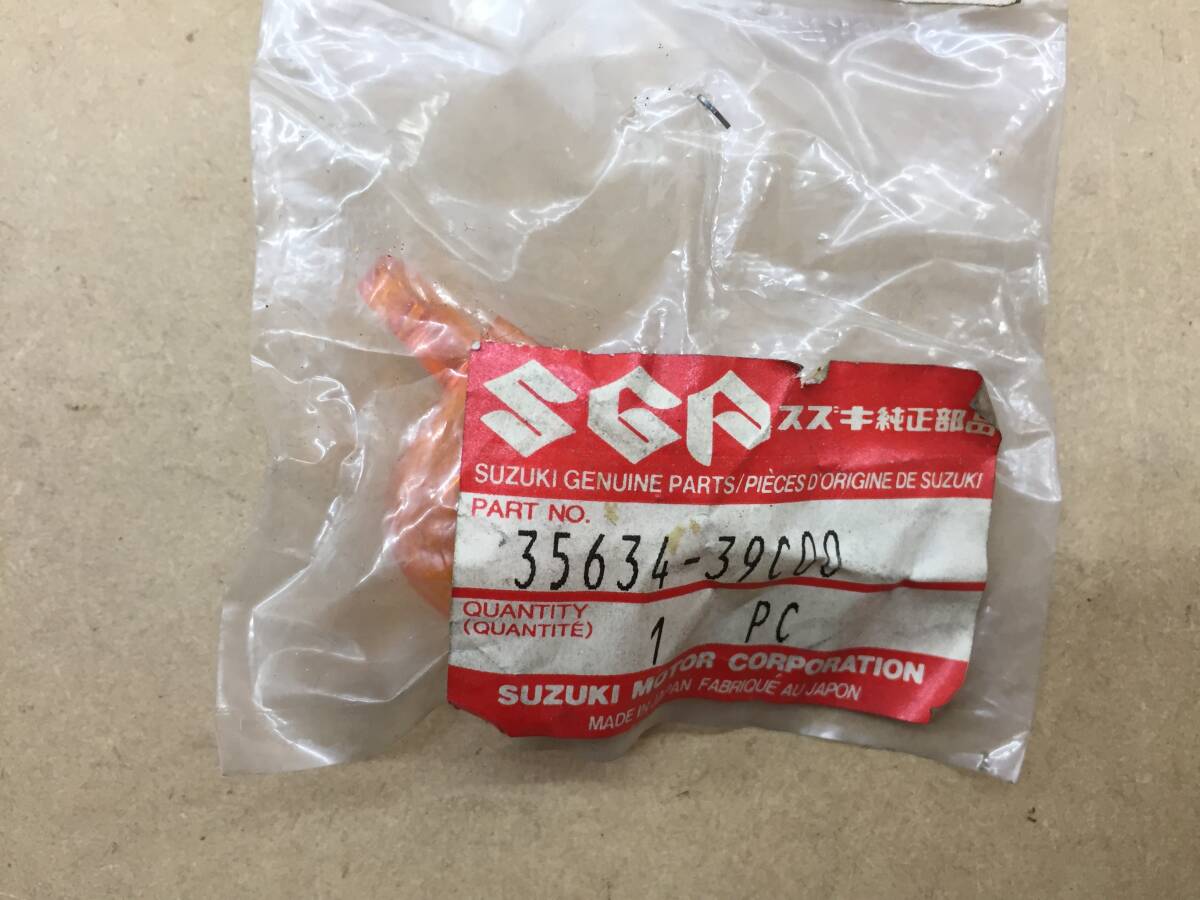 SGP スズキ純正部品
SUZUKI GENUINE PARTS/PIÈCES D'ORIGINE DE SUZUKI
PART NO.
35634-39C00
QUANTITY
(QUANTITÉ)
1 PC
SUZUKI MOTOR CORPORATION
MADE IN JAPAN FABRIQUÉ AU JAPON